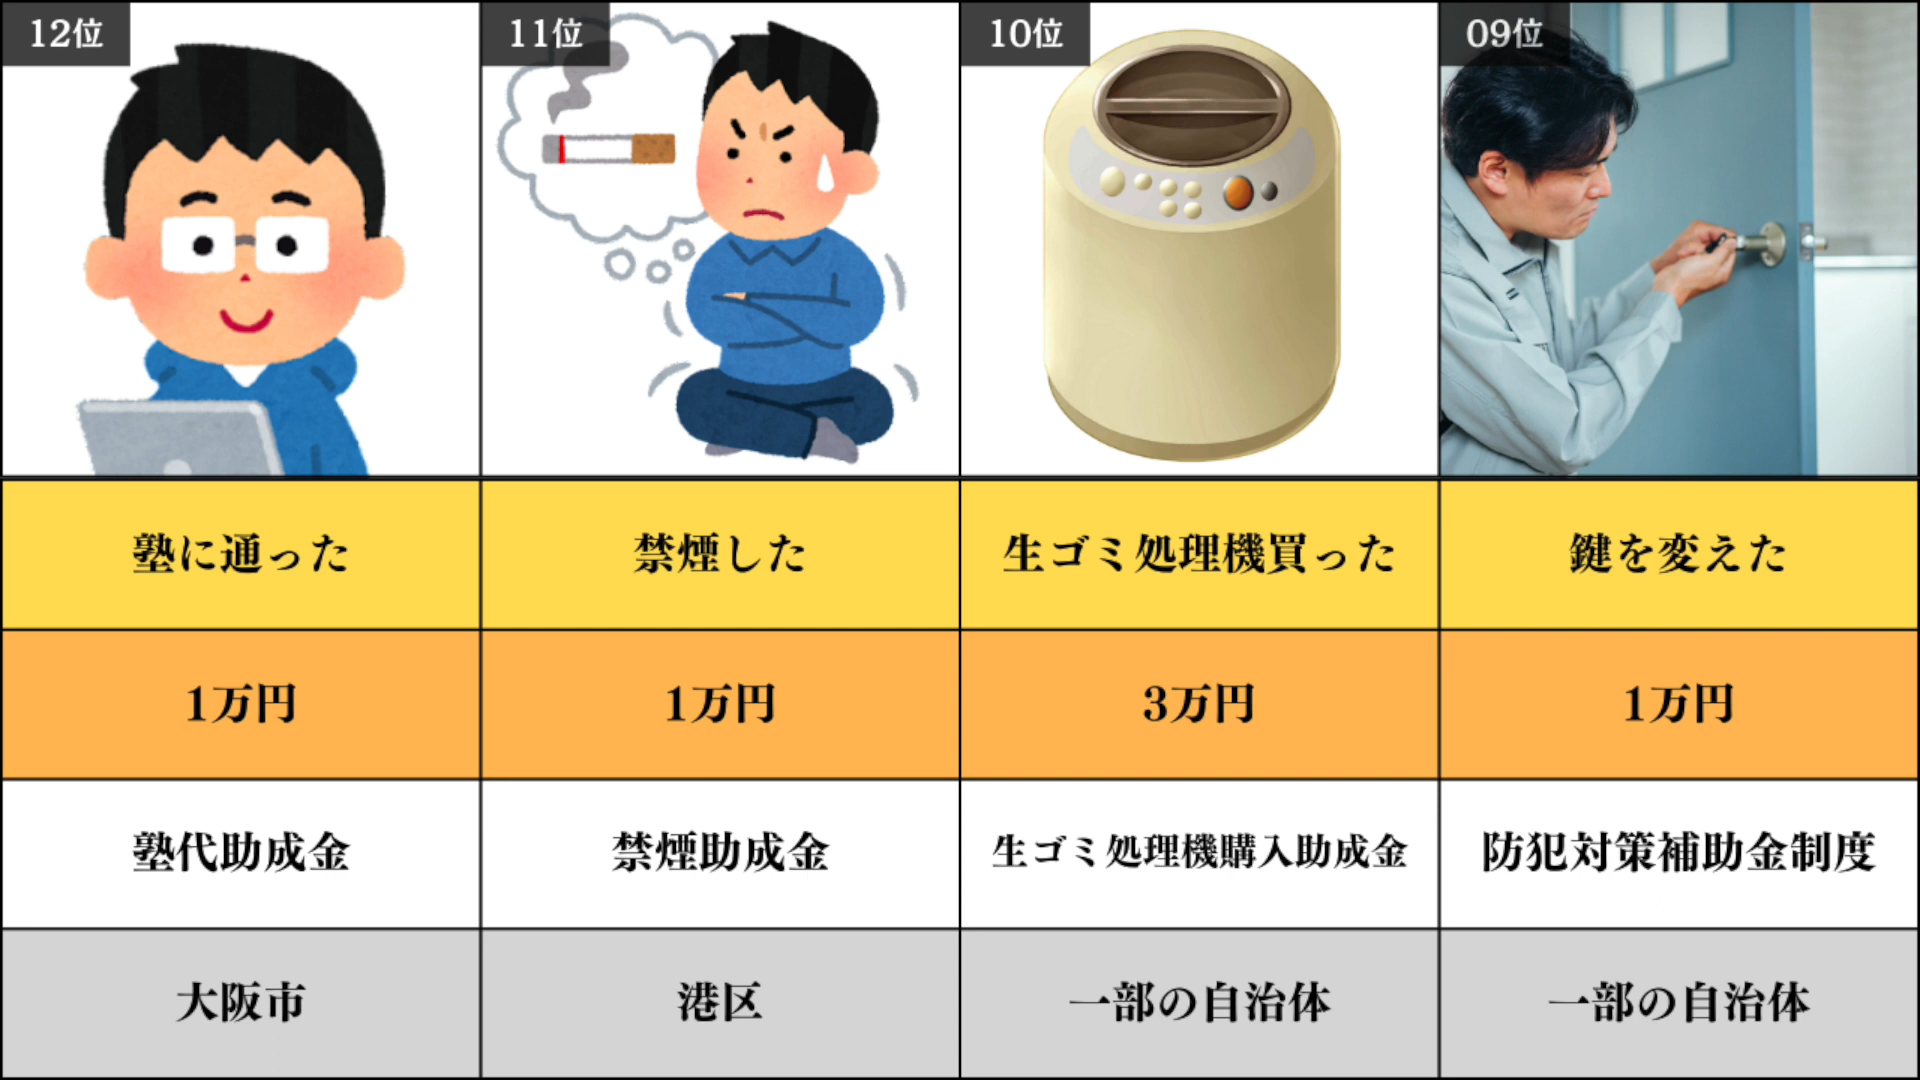 12位
11位
10位
09位
塾に通った
禁煙した
生ゴミ処理機買った
鍵を変えた
1万円
1万円
3万円
1万円
塾代助成金
禁煙助成金
生ゴミ処理機購入助成金
防犯対策補助金制度
大阪市
港区
一部の自治体
一部の自治体